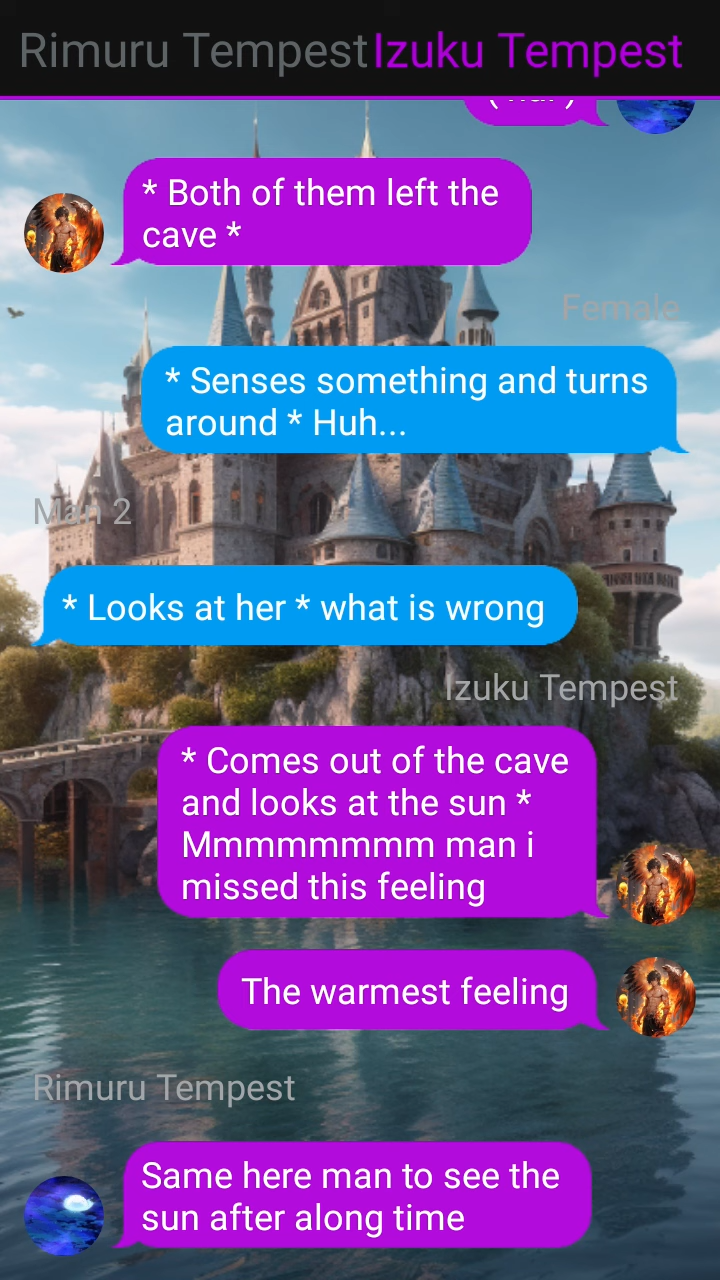 Rimuru Tempest Izuku Tempest
* Both of them left the
cave *
Female
* Senses something and turns
around * Huh...
Man 2
* Looks at her * what is wrong
Izuku Tempest
* Comes out of the cave
and looks at the sun *
Mmmmmmmm man i
missed this feeling
The warmest feeling
Rimuru Tempest
Same here man to see the
sun after along time